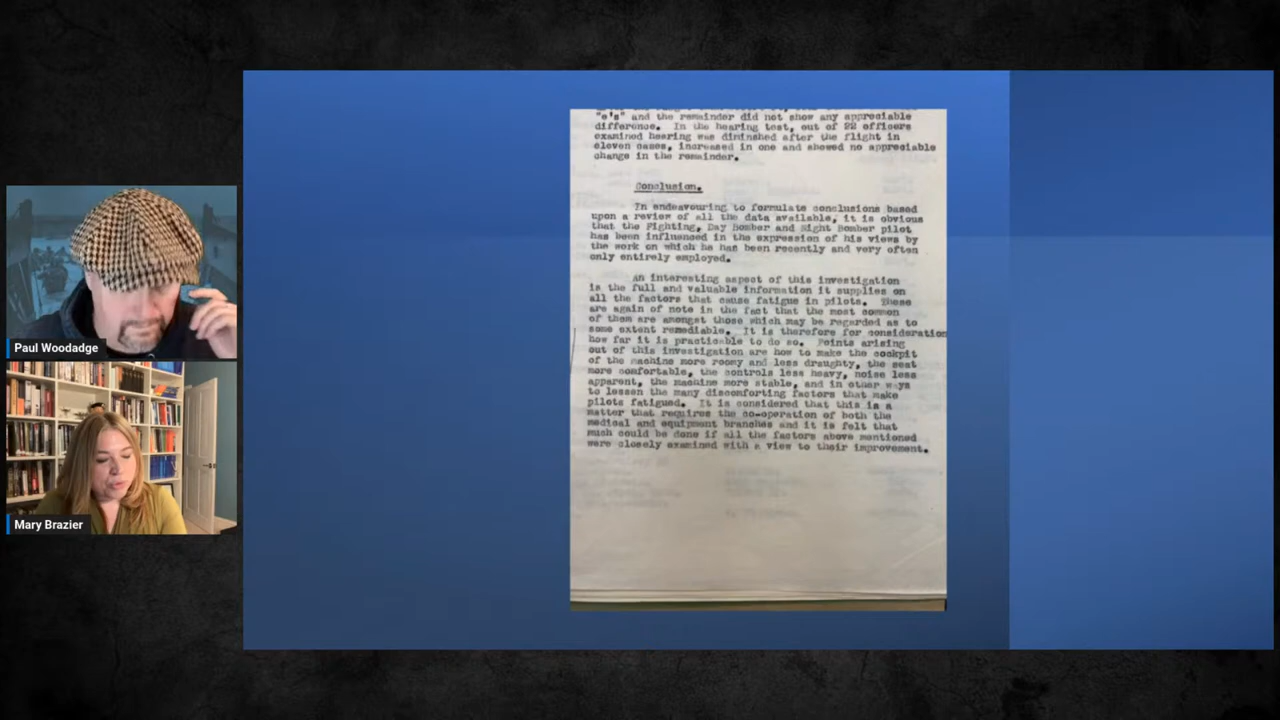 "e's" and the remainder did not show any appreciable
difference. In the hearing test, out of 22 officers
examined hearing was diminished after the flight in
eleven cases, increased in one and showed no appreciable
change in the remainder.
Conclusion.
In endeavouring to formulate conclusions based
upon a review of all the data available, it is obvious
that the Fighting, Day Bomber and Night Bomber pilot
has been influenced in the expression of his views by
the work on which he has been recently and very often
only entirely employed.
An interesting aspect of this investigation
is the full and valuable information it supplies on
all the factors that cause fatigue in pilots. These
are again of note in the fact that the most common
of them are amongst those which may be regarded as to
some extent remediable. It is therefore for consideration
how far it is practicable to do so. Points arising
out of this investigation are how to make the cockpit
of the machine more roomy and less draughty, the seat
more comfortable, the controls less heavy, noise less
apparent, the machine more stable, and in other ways
to lessen the many discomforting factors that make
pilots fatigued. It is considered that this is a
matter that requires the co-operation of both the
medical and equipment branches and it is felt that
much could be done if all the factors above mentioned
were closely examined with a view to their improvement.
Paul Woodadge
Mary Brazier